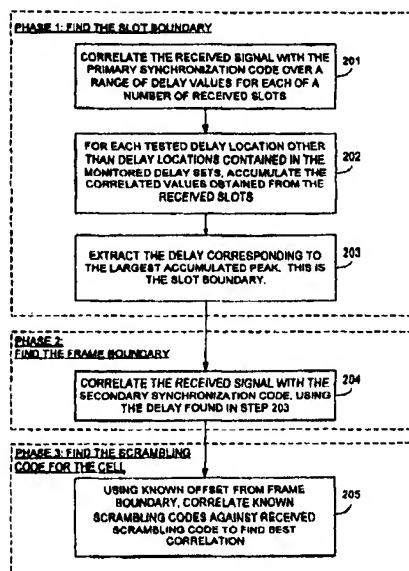 PHASE 1: FIND THE SLOT BOUNDARY
CORRELATE THE RECEIVED SIGNAL WITH THE
PRIMARY SYNCHRONIZATION CODE OVER A
RANGE OF DELAY VALUES FOR EACH OF A
NUMBER OF RECEIVED SLOTS
201
FOR EACH TESTED DELAY LOCATION OTHER
THAN DELAY LOCATIONS CONTAINED IN THE
MONITORED DELAY SETS, ACCUMULATE THE
CORRELATED VALUES OBTAINED FROM THE
RECEIVED SLOTS
202
EXTRACT THE DELAY CORRESPONDING TO
THE LARGEST ACCUMULATED PEAK. THIS IS
THE SLOT BOUNDARY.
203
PHASE 2:
FIND THE FRAME BOUNDARY
CORRELATE THE RECEIVED SIGNAL WITH THE
SECONDARY SYNCHRONIZATION CODE, USING
THE DELAY FOUND IN STEP 203
204
PHASE 3: FIND THE SCRAMBLING
CODE FOR THE CELL
USING KNOWN OFFSET FROM FRAME
BOUNDARY, CORRELATE KNOWN
SCRAMBLING CODES AGAINST RECEIVED
SCRAMBLING CODE TO FIND BEST
CORRELATION
205